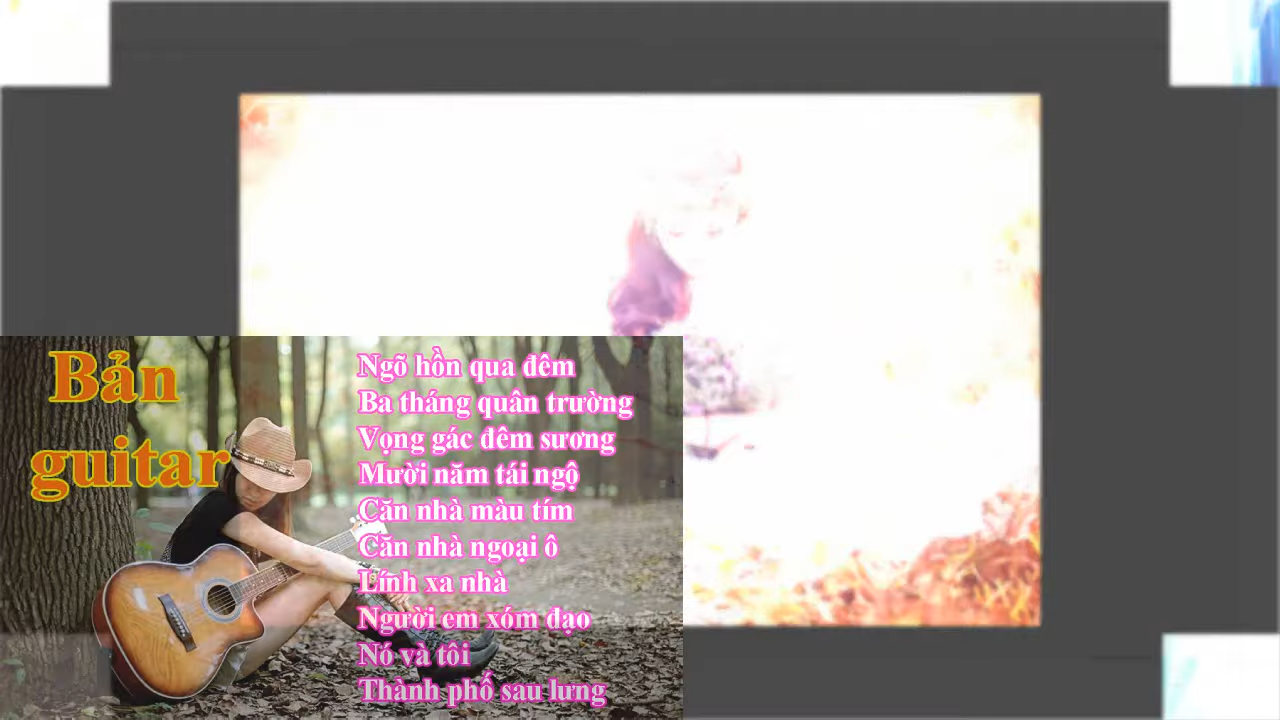 Bản
guitar
Ngõ hồn qua đêm
Ba tháng quân trường
Vọng gác đêm sương
Mười năm tái ngộ
Căn nhà màu tím
Căn nhà ngoại ô
Lính xa nhà
Người em xóm đạo
Nó và tôi
Thành phố sau lưng